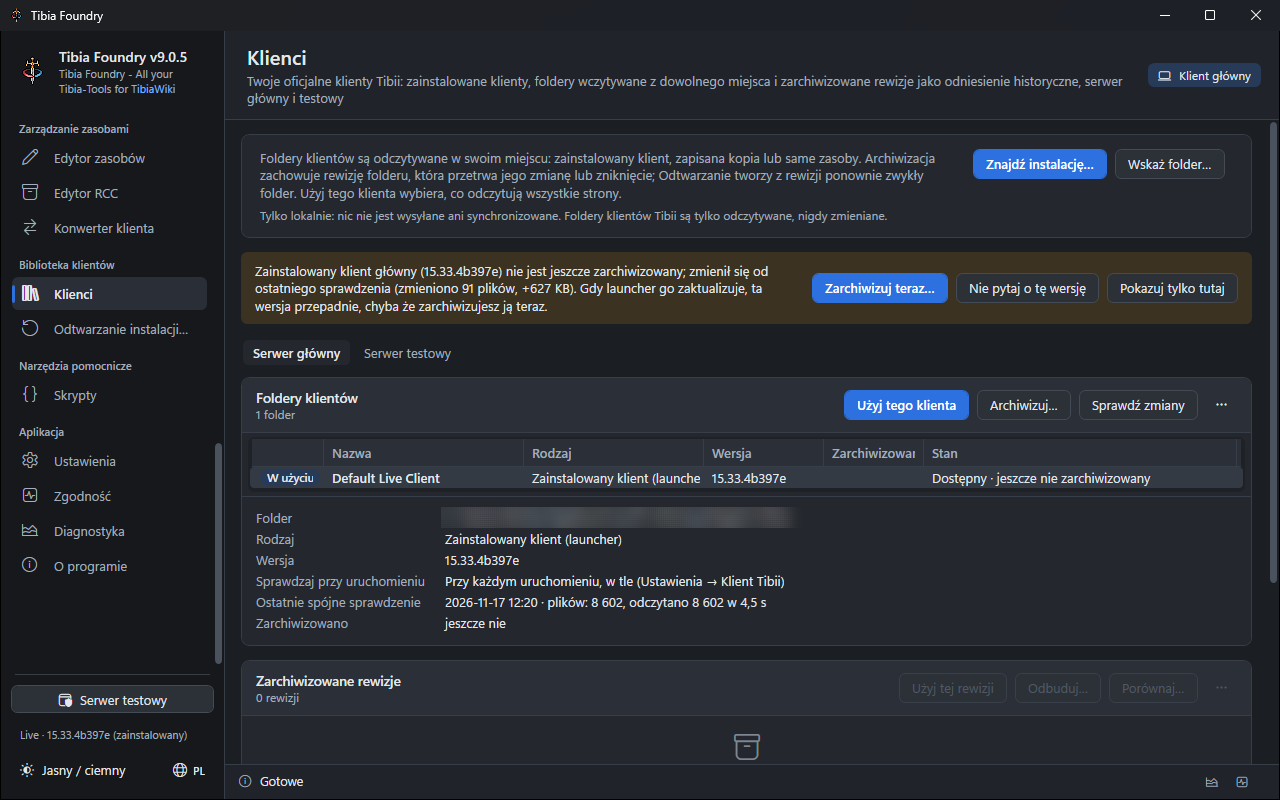 Tibia Foundry
Tibia Foundry v9.0.5
Tibia Foundry - All your
Tibia-Tools for TibiaWiki
Zarządzanie zasobami
Edytor zasobów
Edytor RCC
Konwerter klienta
Biblioteka klientów
Klienci
Odtwarzanie instalacji...
Narzędzia pomocnicze
Skrypty
Aplikacja
Ustawienia
Zgodność
Diagnostyka
O programie
Serwer testowy
Live · 15.33.4b397e (zainstalowany)
Jasny / ciemny
PL
Klienci
Twoje oficjalne klienty Tibii: zainstalowane klienty, foldery wczytywane z dowolnego miejsca i zarchiwizowane rewizje jako odniesienie historyczne, serwer
główny i testowy
Klient główny
Foldery klientów są odczytywane w swoim miejscu: zainstalowany klient, zapisana kopia lub same zasoby. Archiwizacja
zachowuje rewizję folderu, która przetrwa jego zmianę lub zniknięcie; Odtwarzanie tworzy z rewizji ponownie zwykły
folder. Użyj tego klienta wybiera, co odczytują wszystkie strony.
Tylko lokalnie: nic nie jest wysyłane ani synchronizowane. Foldery klientów Tibii są tylko odczytywane, nigdy zmieniane.
Znajdź instalację...
Wskaż folder...
Zainstalowany klient główny (15.33.4b397e) nie jest jeszcze zarchiwizowany; zmienił się od
ostatniego sprawdzenia (zmieniono 91 plików, +627 KB). Gdy launcher go zaktualizuje, ta
wersja przepadnie, chyba że zarchiwizujesz ją teraz.
Zarchiwizuj teraz...
Nie pytaj o tę wersję
Pokazuj tylko tutaj
Serwer główny
Serwer testowy
Foldery klientów
1 folder
Użyj tego klienta
Archiwizuj...
Sprawdź zmiany
Nazwa Rodzaj Wersja Zarchiwizowar Stan
W użyciu Default Live Client Zainstalowany klient (launche 15.33.4b397e Dostępny · jeszcze nie zarchiwizowany
Folder
Rodzaj Zainstalowany klient (launcher)
Wersja 15.33.4b397e
Sprawdzaj przy uruchomieniu Przy każdym uruchomieniu, w tle (Ustawienia → Klient Tibii)
Ostatnie spójne sprawdzenie 2026-11-17 12:20 · plików: 8 602, odczytano 8 602 w 4,5 s
Zarchiwizowano jeszcze nie
Zarchiwizowane rewizje
0 rewizji
Użyj tej rewizji
Odbuduj...
Porównaj...
Gotowe